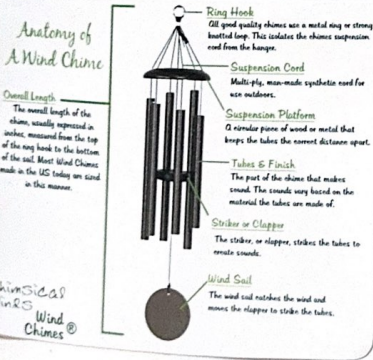 Anatomy of
A Wind Chime
Ring Hook
All good quality chimes use a metal ring or strong
knotted loop. This isolates the chimes suspension
cord from the hanger.
Suspension Cord
Multi-ply, man-made synthetic cord for
use outdoors.
Suspension Platform
A circular piece of wood or metal that
keeps the tubes the correct distance apart.
Overall Length
The overall length of the
chime, usually expressed in
inches, measured from the top
of the ring hook to the bottom
of the sail. Most Wind Chimes
made in the US today are sized
in this manner.
Tubes & Finish
The part of the chime that makes
sound. The sounds vary based on the
material the tubes are made of.
Striker or Clapper
The striker, or clapper, strikes the tubes to
create sounds.
Wind Sail
The wind sail catches the wind and
moves the clapper to strike the tubes.
himsical
inds
Wind
Chimes®